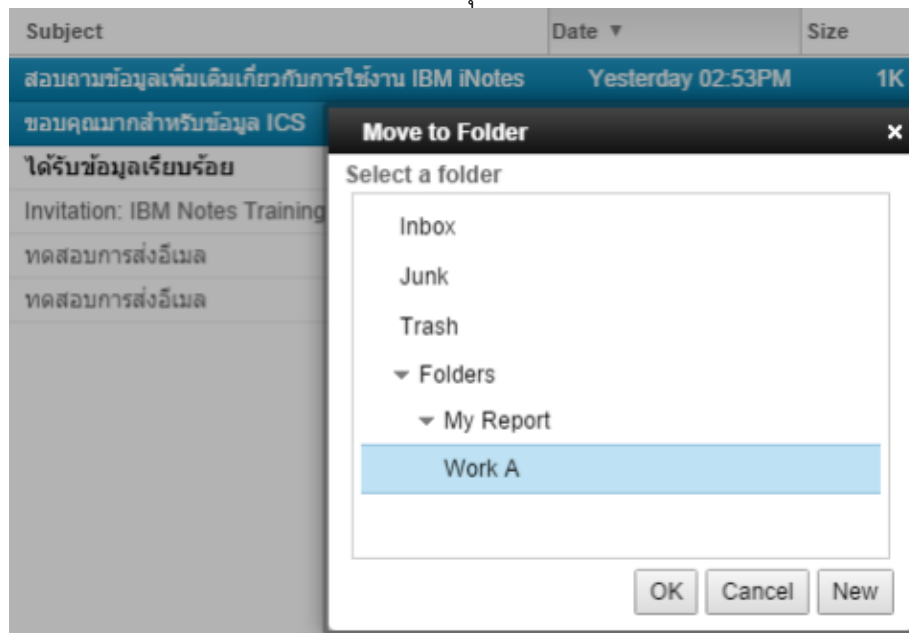 Subject Date ▼ Size
สอบถามข้อมูลเพิ่มเติมเกี่ยวกับการใช้งาน IBM iNotes Yesterday 02:53PM 1K
ขอบคุณมากสำหรับข้อมูล ICS
Move to Folder ×
ได้รับข้อมูลเรียบร้อย
Select a folder
Invitation: IBM Notes Training
Inbox
ทดสอบการส่งอีเมล
Junk
ทดสอบการส่งอีเมล
Trash
Folders
My Report
Work A
OK Cancel New